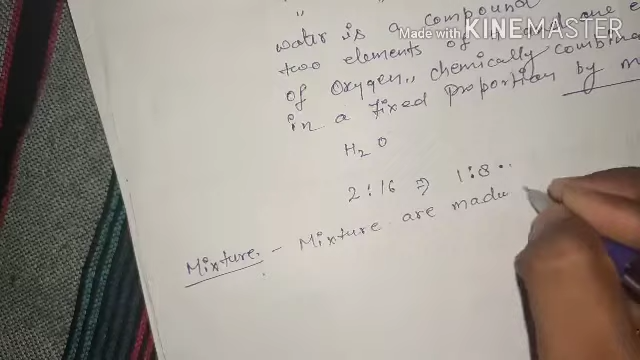 water is a compound
Made with KINEMASTER
two elements of
of Oxygen,, chemically combine
in a fixed proportion by m
H2O
2:16 ⇒ 1:8
Mixture - Mixture are made